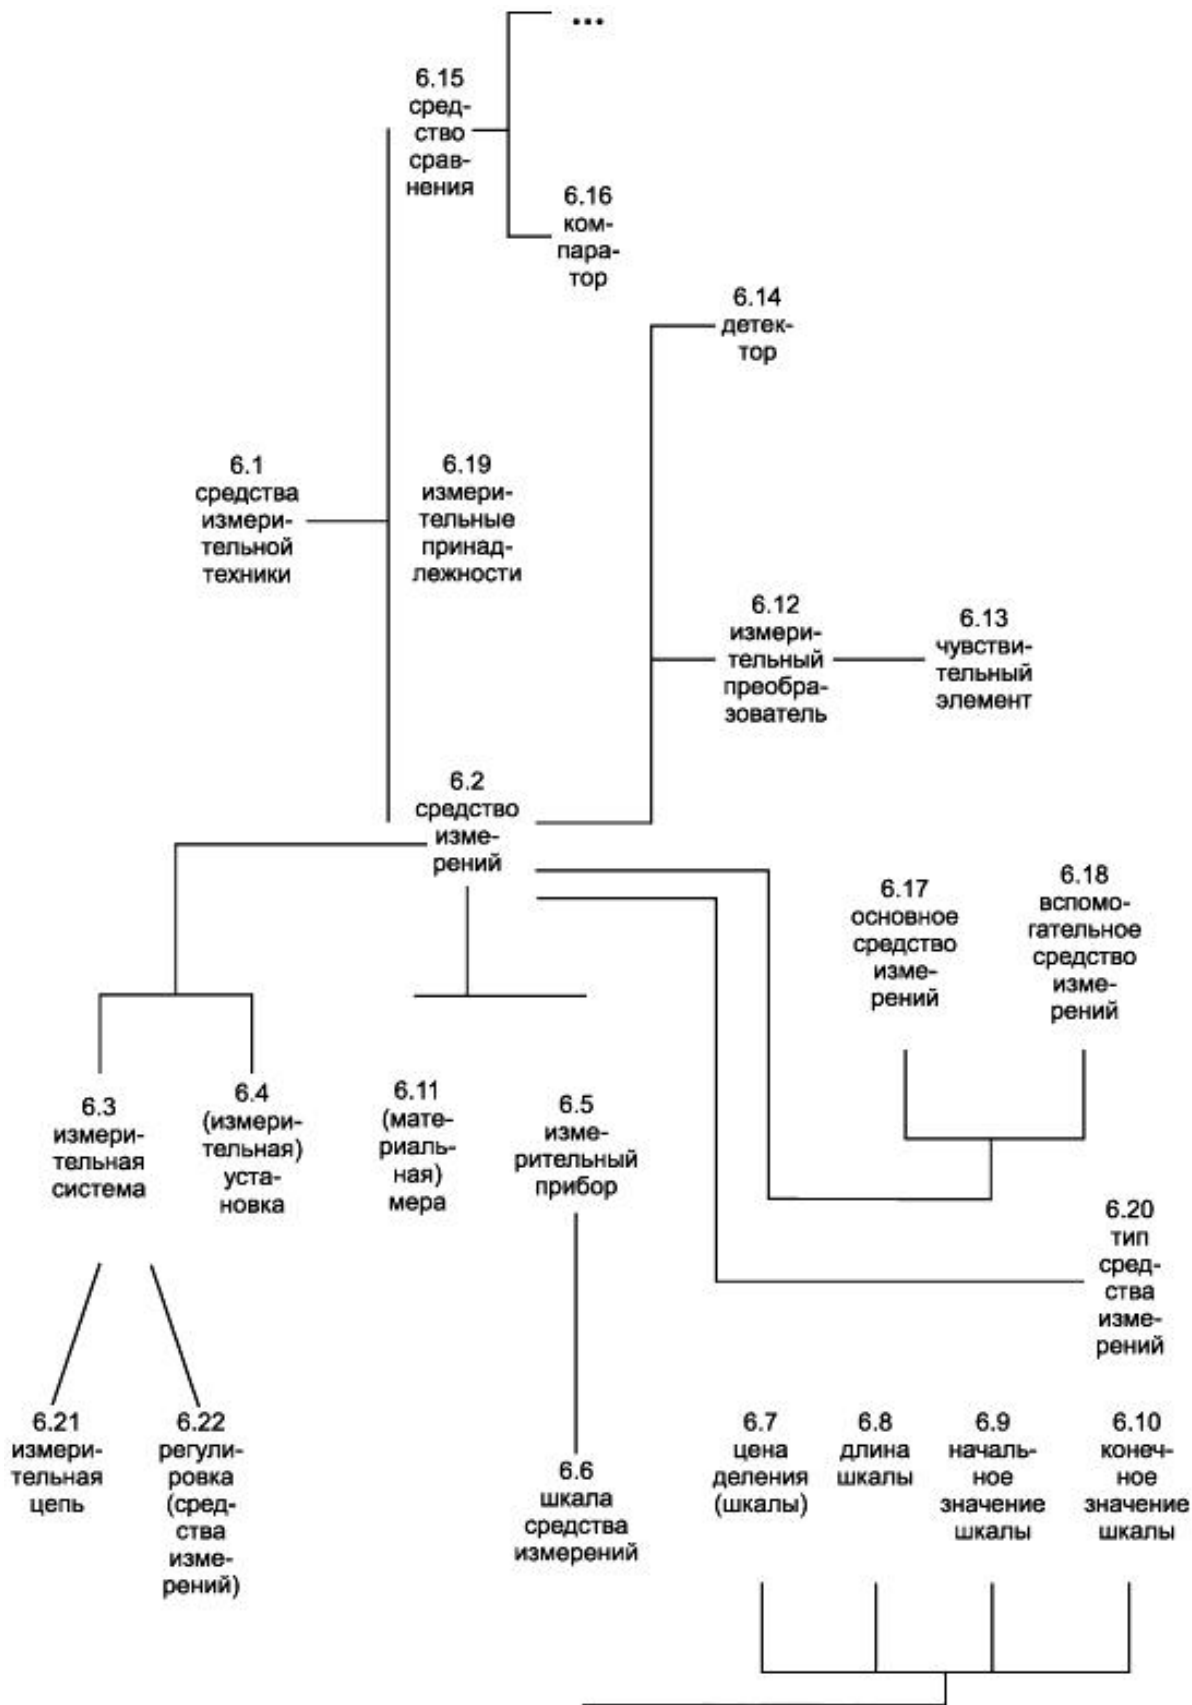 ...
6.15
сред-
ство
срав-
нения
6.16
ком-
пара-
тор
6.14
детек-
тор
6.1
средства
измери-
тельной
техники
6.19
измери-
тельные
принад-
лежности
6.12
измери-
тельный
преобра-
зователь
6.13
чувстви-
тельный
элемент
6.2
средство
изме-
рений
6.17
основное
средство
изме-
рений
6.18
вспомо-
гательное
средство
изме-
рений
6.3
измери-
тельная
система
6.4
(измери-
тельная)
уста-
новка
6.11
(мате-
риаль-
ная)
мера
6.5
изме-
рительный
прибор
6.20
тип
сред-
ства
изме-
рений
6.21
измери-
тельная
цепь
6.22
регули-
ровка
(сред-
ства
изме-
рений)
6.6
шкала
средства
измерений
6.7
цена
деления
(шкалы)
6.8
длина
шкалы
6.9
началь-
ное
значение
шкалы
6.10
конеч-
ное
значение
шкалы